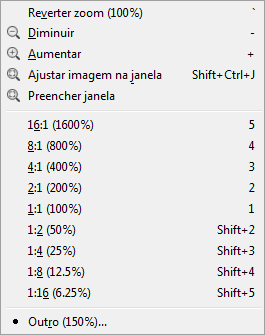 Reverter zoom (100%) `
Diminuir -
Aumentar +
Ajustar imagem na janela Shift+Ctrl+J
Preencher janela
16:1 (1600%) 5
8:1 (800%) 4
4:1 (400%) 3
2:1 (200%) 2
1:1 (100%) 1
1:2 (50%) Shift+2
1:4 (25%) Shift+3
1:8 (12.5%) Shift+4
1:16 (6.25%) Shift+5
Outro (150%)...